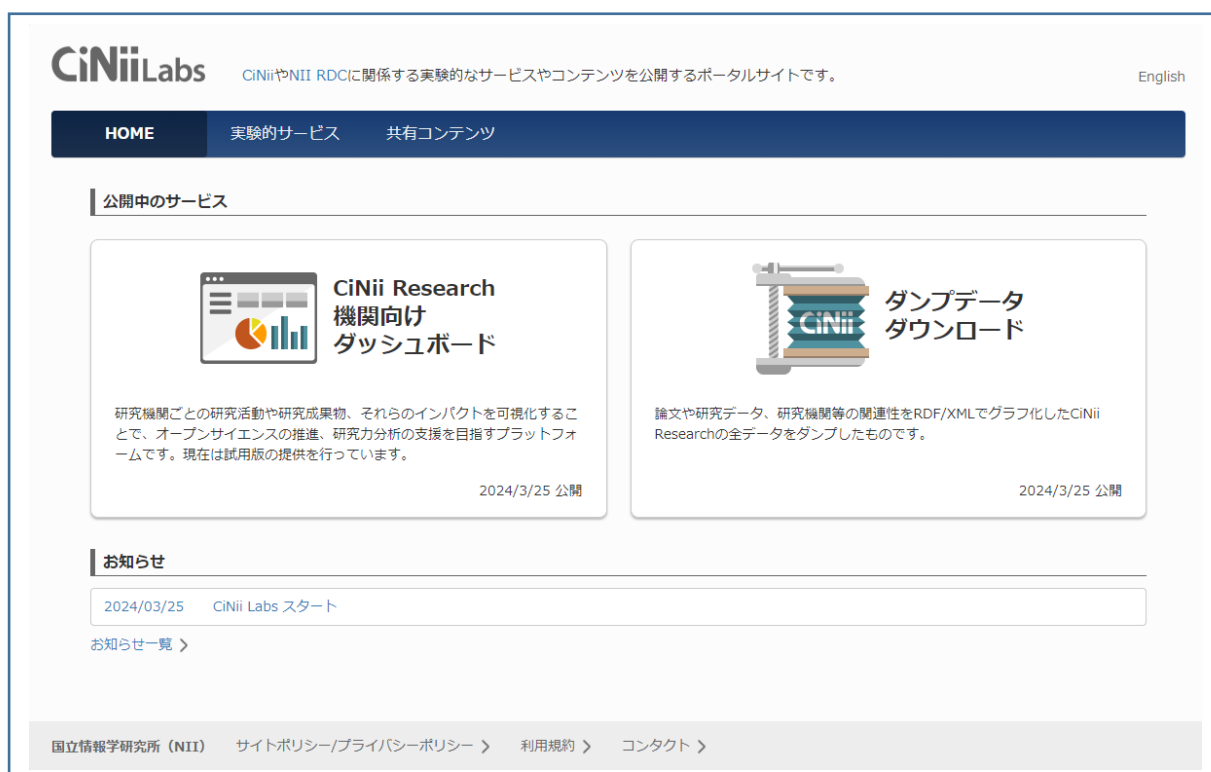 CiNiiLabs
CiNiiやNII RDCに関係する実験的なサービスやコンテンツを公開するポータルサイトです。
English
HOME 実験的サービス 共有コンテンツ
公開中のサービス
CiNii Research
機関向け
ダッシュボード
研究機関ごとの研究活動や研究成果物、それらのインパクトを可視化するこ
とで、オープンサイエンスの推進、研究力分析の支援を目指すプラットフォ
ームです。現在は試用版の提供を行っています。
2024/3/25 公開
CiNii
ダンプデータ
ダウンロード
論文や研究データ、研究機関等の関連性をRDF/XMLでグラフ化したCiNii
Researchの全データをダンプしたものです。
2024/3/25 公開
お知らせ
2024/03/25 CiNii Labs スタート
お知らせ一覧
国立情報学研究所（NII） サイトポリシー/プライバシーポリシー 利用規約 コンタクト